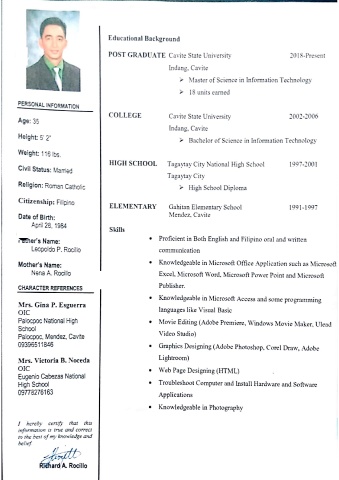 PERSONAL INFORMATION
Age: 35
Height: 5' 2"
Weight: 116 lbs.
Civil Status: Married
Religion: Roman Catholic
Citizenship: Filipino
Date of Birth:
April 28, 1984
Father's Name:
Leopoldo P. Rocillo
Mother's Name:
Nena A. Rocillo
CHARACTER REFERENCES
Mrs. Gina P. Esguerra
OIC
Palocpoc National High
School
Palocpoc, Mendez, Cavite
09396511846
Mrs. Victoria B. Noceda
OIC
Eugenio Cabezas National
High School
09778276163
I hereby certify that this
information is true and correct
to the best of my knowledge and
belief
Richard A. Rocillo
Educational Background
POST GRADUATE Cavite State University 2018-Present
Indang, Cavite
➢ Master of Science in Information Technology
➢ 18 units earned
COLLEGE Cavite State University 2002-2006
Indang, Cavite
➢ Bachelor of Science in Information Technology
HIGH SCHOOL Tagaytay City National High School 1997-2001
Tagaytay City
➢ High School Diploma
ELEMENTARY Galutan Elementary School 1991-1997
Mendez, Cavite
Skills
• Proficient in Both English and Filipino oral and written
communication
• Knowledgeable in Microsoft Office Application such as Microsoft
Excel, Microsoft Word, Microsoft Power Point and Microsoft
Publisher.
• Knowledgeable in Microsoft Access and some programming
languages like Visual Basic
• Movie Editing (Adobe Premiere, Windows Movie Maker, Ulead
Video Studio)
• Graphics Designing (Adobe Photoshop, Corel Draw, Adobe
Lightroom)
• Web Page Designing (HTML)
• Troubleshoot Computer and Install Hardware and Software
Applications
• Knowledgeable in Photography